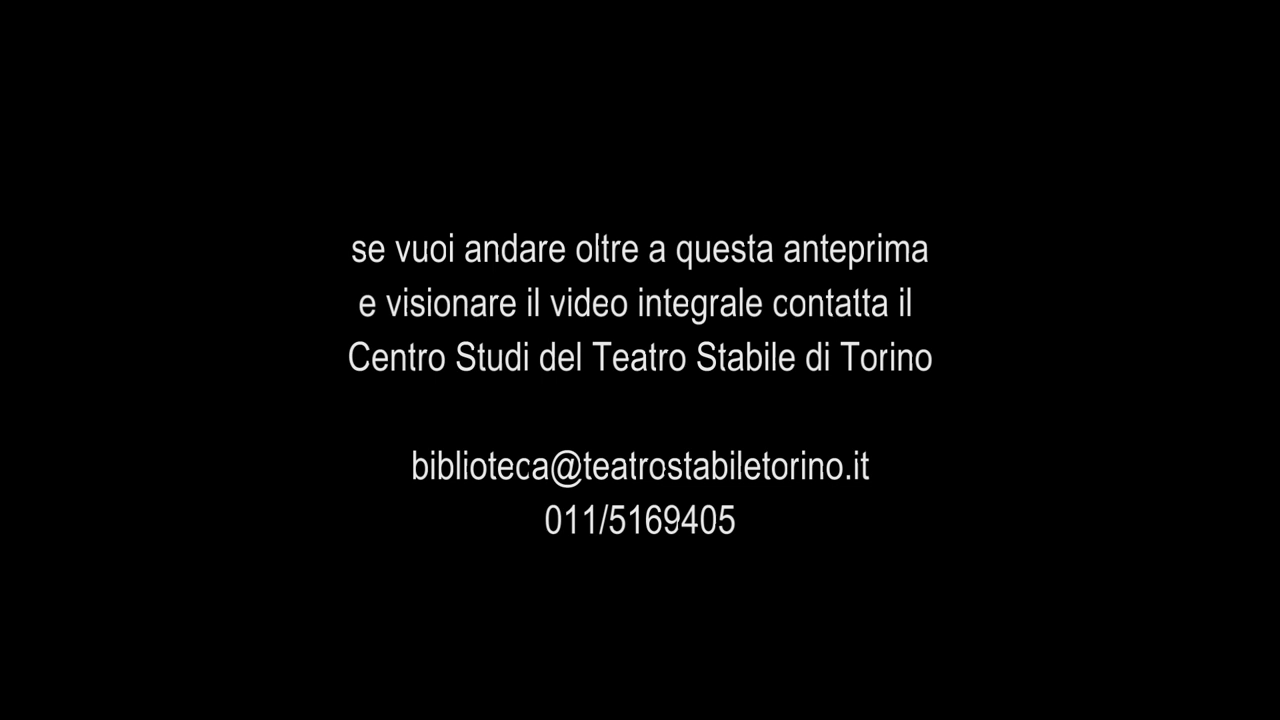 se vuoi andare oltre a questa anteprima
e visionare il video integrale contatta il
Centro Studi del Teatro Stabile di Torino
biblioteca@teatrostabiletorino.it
011/5169405